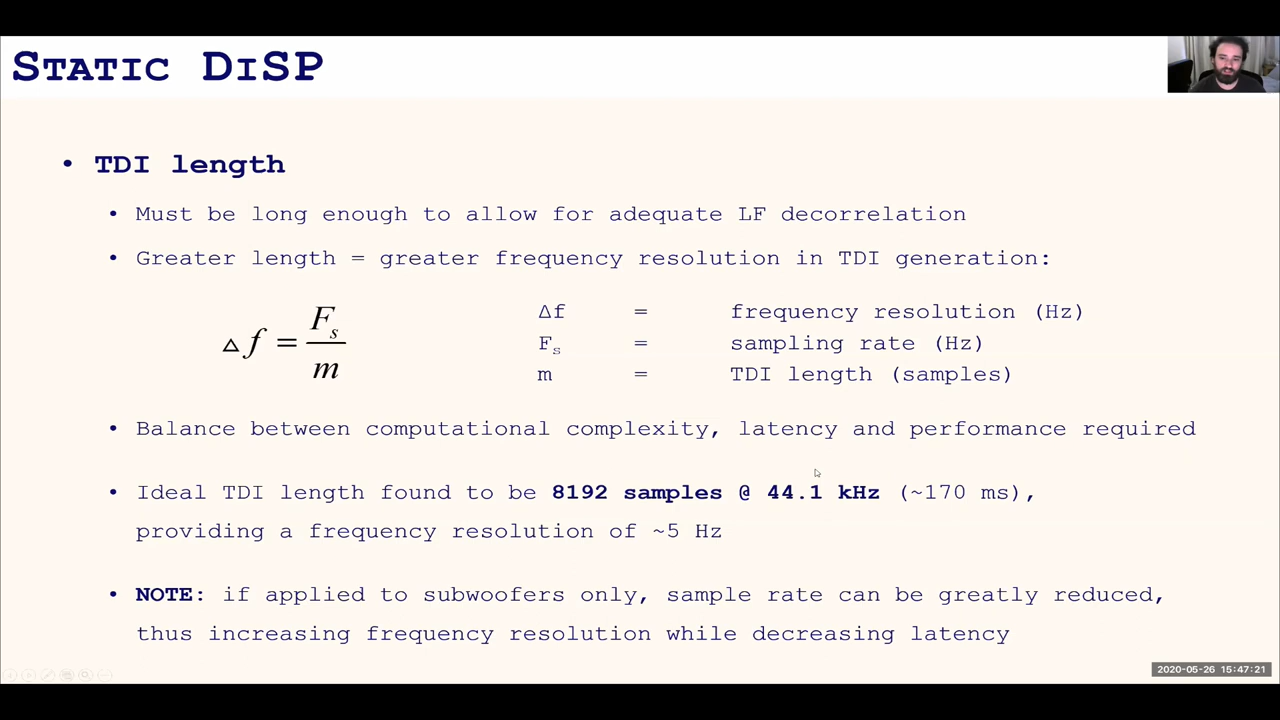 STATIC DISP
• TDI length
• Must be long enough to allow for adequate LF decorrelation
• Greater length = greater frequency resolution in TDI generation:
△f = Fs/m
Δf = frequency resolution (Hz)
Fs = sampling rate (Hz)
m = TDI length (samples)
• Balance between computational complexity, latency and performance required
• Ideal TDI length found to be 8192 samples @ 44.1 kHz (~170 ms),
providing a frequency resolution of ~5 Hz
• NOTE: if applied to subwoofers only, sample rate can be greatly reduced,
thus increasing frequency resolution while decreasing latency
2020-05-26 15:47:21